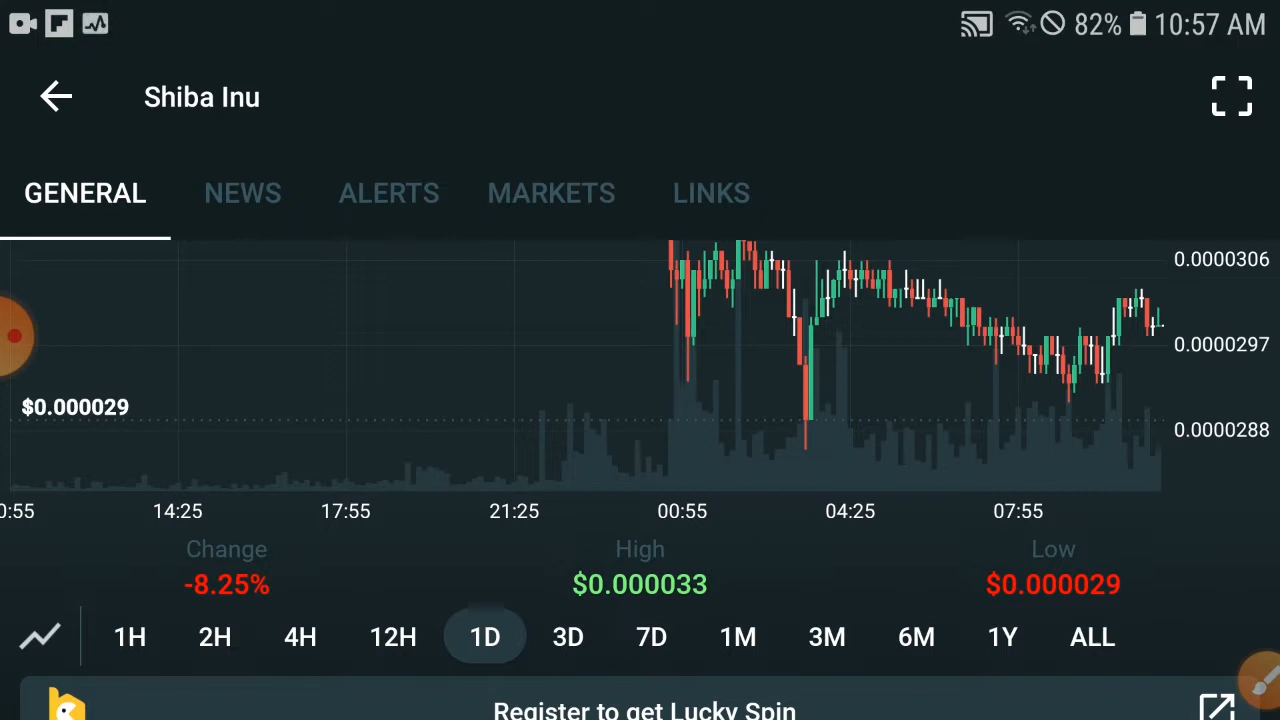 82% 10:57 AM
Shiba Inu
GENERAL NEWS ALERTS MARKETS LINKS
0.0000306
0.0000297
$0.000029
0.0000288
0:55 14:25 17:55 21:25 00:55 04:25 07:55
Change High Low
-8.25% $0.000033 $0.000029
1H 2H 4H 12H 1D 3D 7D 1M 3M 6M 1Y ALL
Register to get Lucky Spin